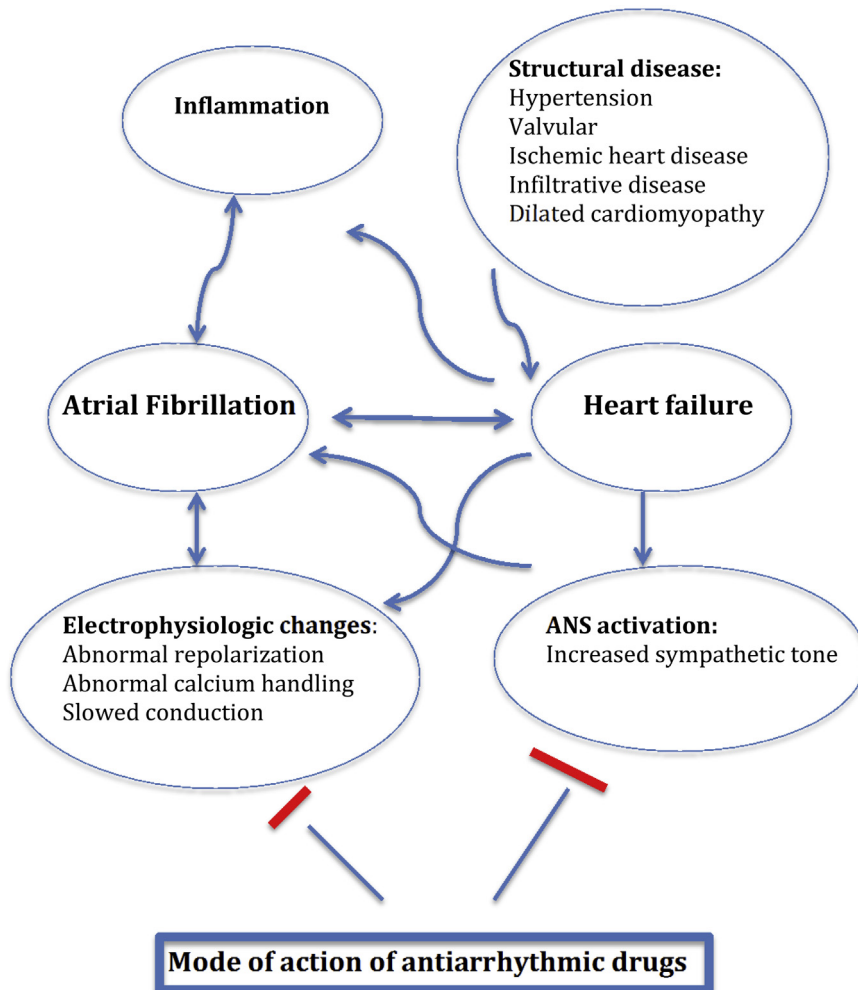 Inflammation
Structural disease:
Hypertension
Valvular
Ischemic heart disease
Infiltrative disease
Dilated cardiomyopathy
Atrial Fibrillation
Heart failure
Electrophysiologic changes:
Abnormal repolarization
Abnormal calcium handling
Slowed conduction
ANS activation:
Increased sympathetic tone
Mode of action of antiarrhythmic drugs